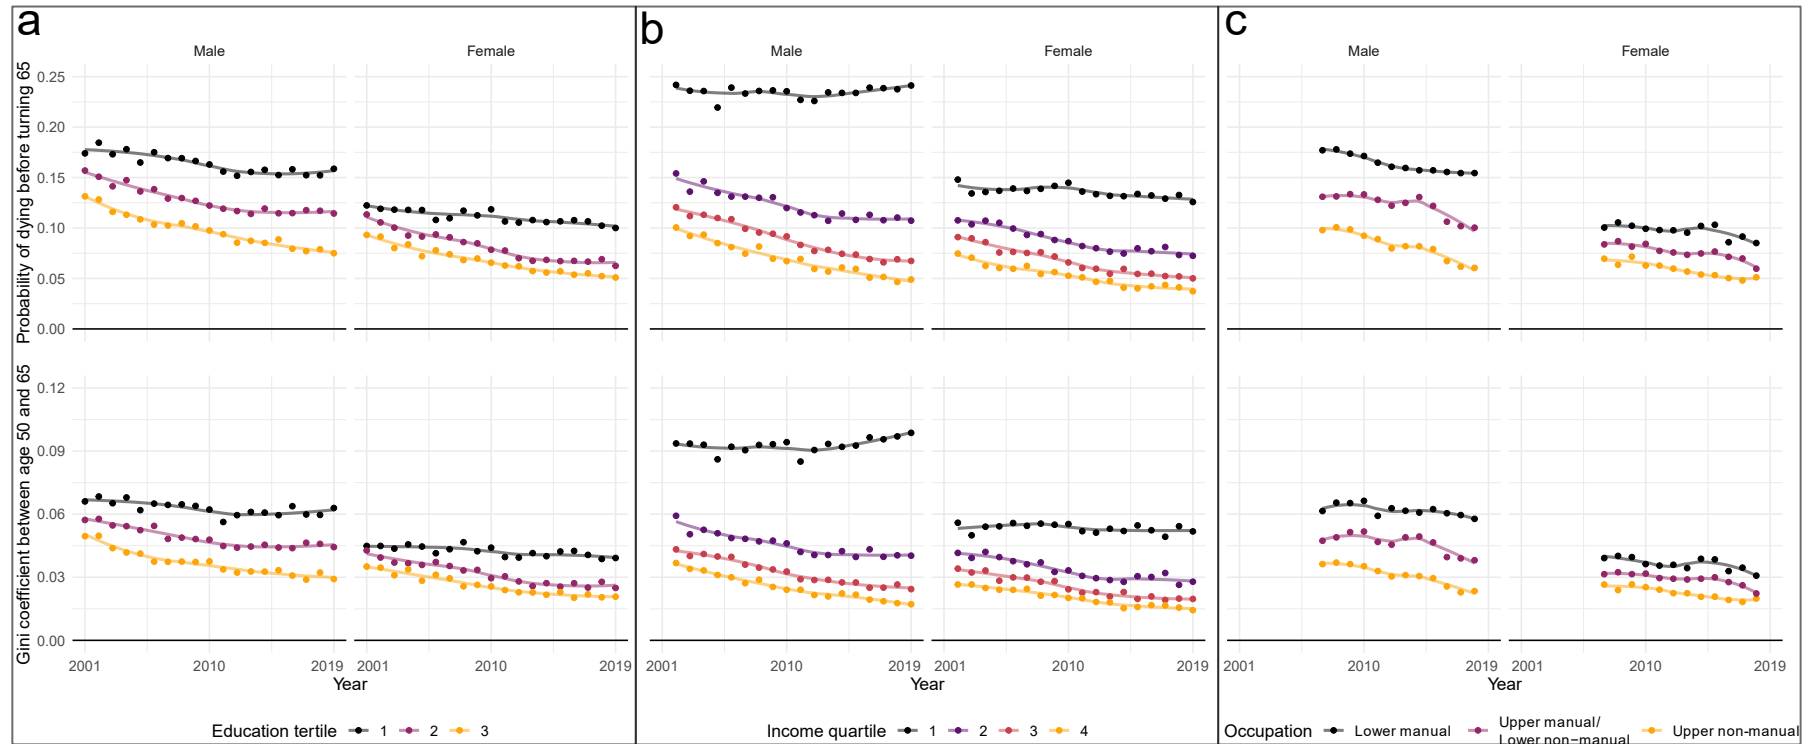 a
b
c
Male
Female
Male
Female
Male
Female
Probability of dying before turning 65
0.25
0.20
0.15
0.10
0.05
0.00
Gini coefficient between age 50 and 65
0.12
0.09
0.06
0.03
0.00
2001 2010 2019
2001 2010 2019
2001 2010 2019
2001 2010 2019
2001 2010 2019
2001 2010 2019
Year
Year
Year
Education tertile 1 2 3
Income quartile 1 2 3 4
Occupation Lower manual Upper manual/
Lower non−manual Upper non-manual